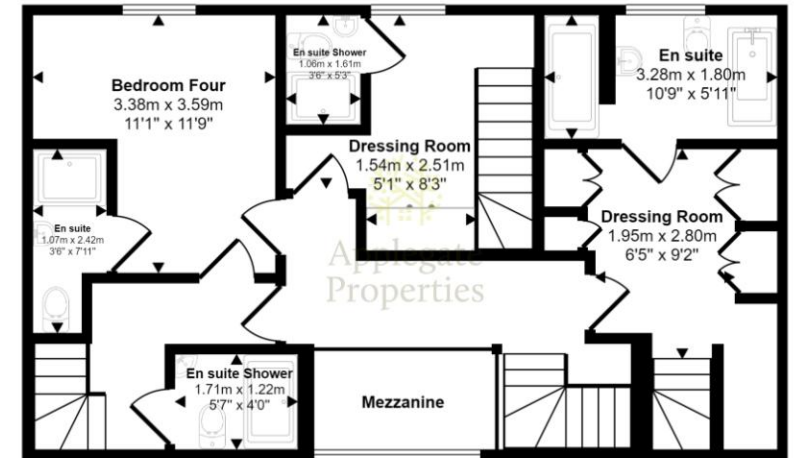 Bedroom Four
3.38m x 3.59m
11'1" x 11'9"
En suite Shower
1.06m x 1.61m
3'6" x 5'3"
En suite
3.28m x 1.80m
10'9" x 5'11"
Dressing Room
1.54m x 2.51m
5'1" x 8'3"
En suite
1.07m x 2.42m
3'6" x 7'11"
Dressing Room
1.95m x 2.80m
6'5" x 9'2"
Applegate
Properties
En suite Shower
1.71m x 1.22m
5'7" x 4'0"
Mezzanine